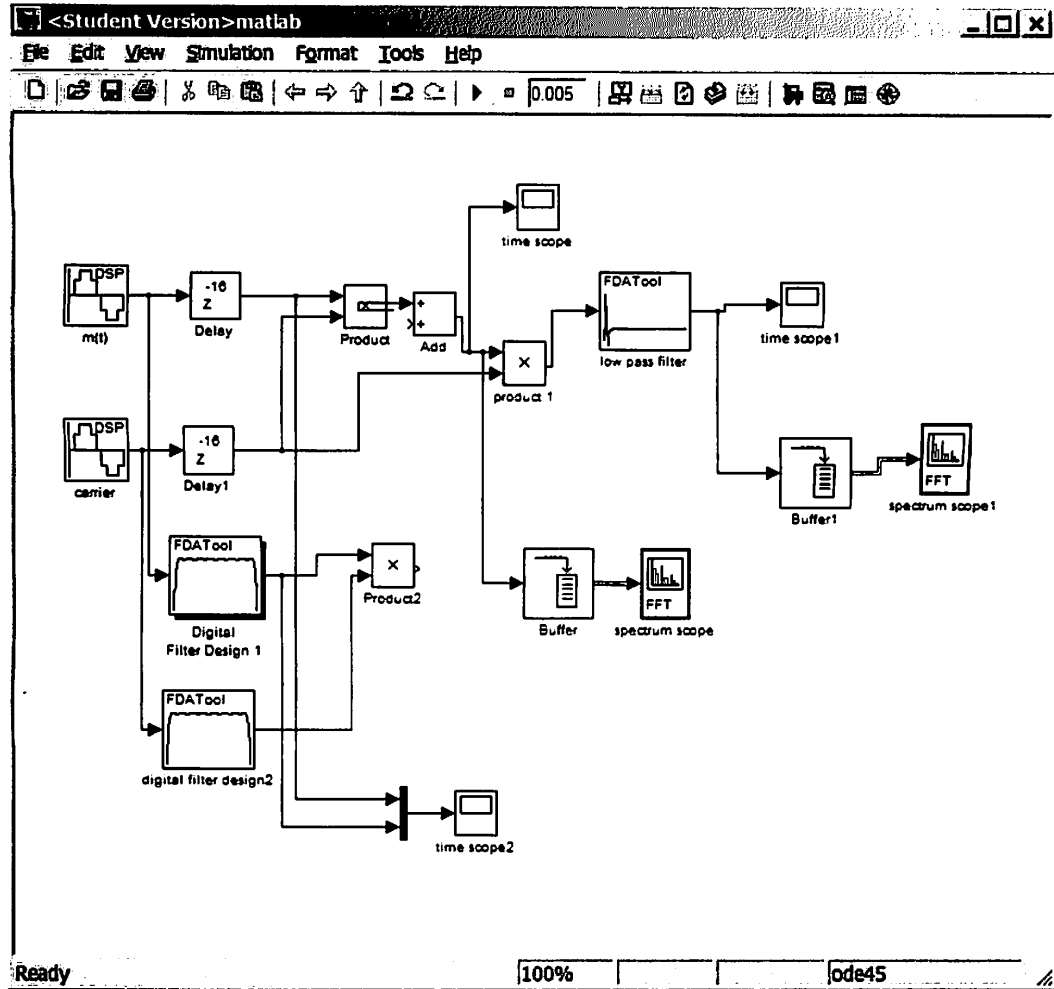 <Student Version>matlab
File Edit View Simulation Format Tools Help
0.005
time scope
DSP
m(t)
-16
Z
Delay
Product
+
+
Add
FDATool
low pass filter
time scope1
×
product 1
DSP
carrier
-16
Z
Delay1
Buffer1
FFT
spectrum scope1
FDATool
Digital
Filter Design 1
×
Product2
Buffer
FFT
spectrum scope
FDATool
digital filter design2
time scope2
Ready 100% ode45